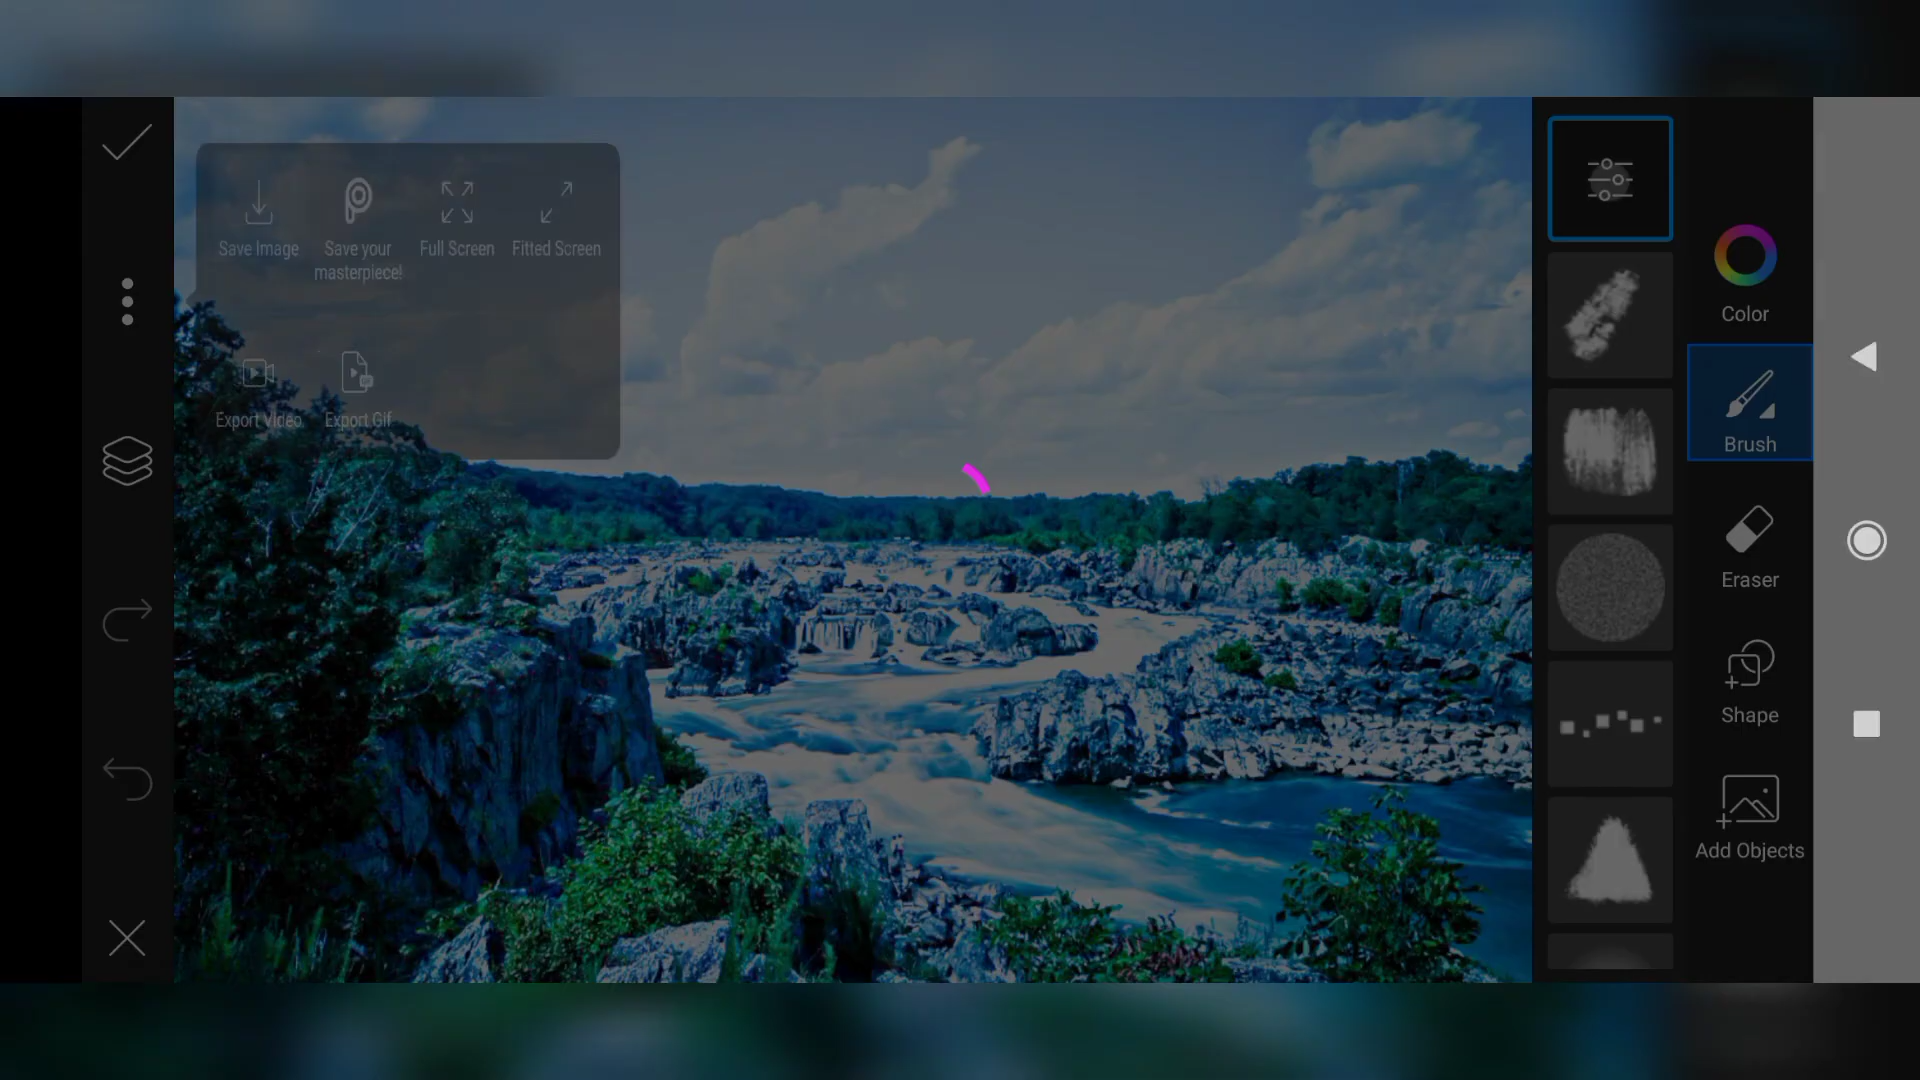 Save Image
Save your
masterpiece!
Full Screen
Fitted Screen
Export Video
Export Gif
Color
Brush
Eraser
Shape
Add Objects